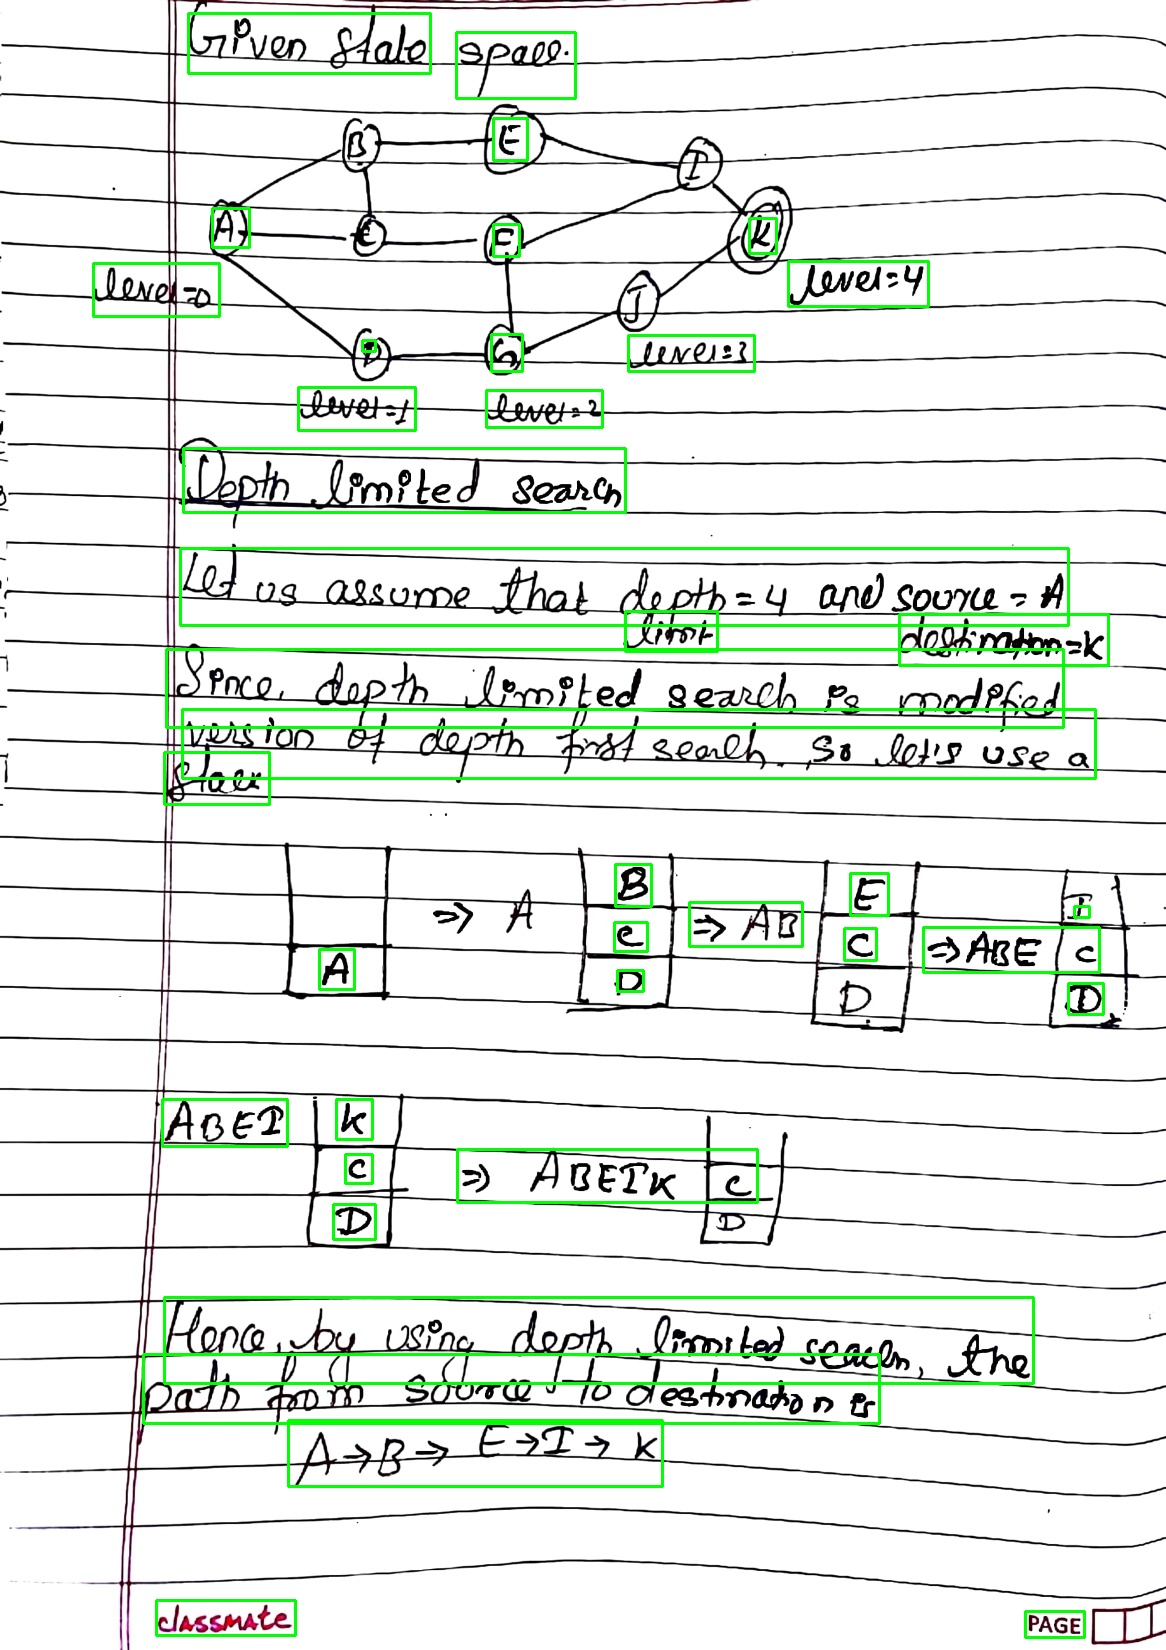 Given state space.
B E I
A C F K
level=0 level=4
J
D G level=3
level=1 level=2
Depth limited search
Let us assume that depth = 4 and source = A
limit destination=K
Since, depth limited search is modified
version of depth first search. So let's use a
stack
A ⇒ A B C D ⇒ AB E C D ⇒ABE I C D
ABEI K C D ⇒ ABEIK C D
Hence, by using depth limited search, the
path from source to destination is
A → B → E → I → K
classmate
PAGE